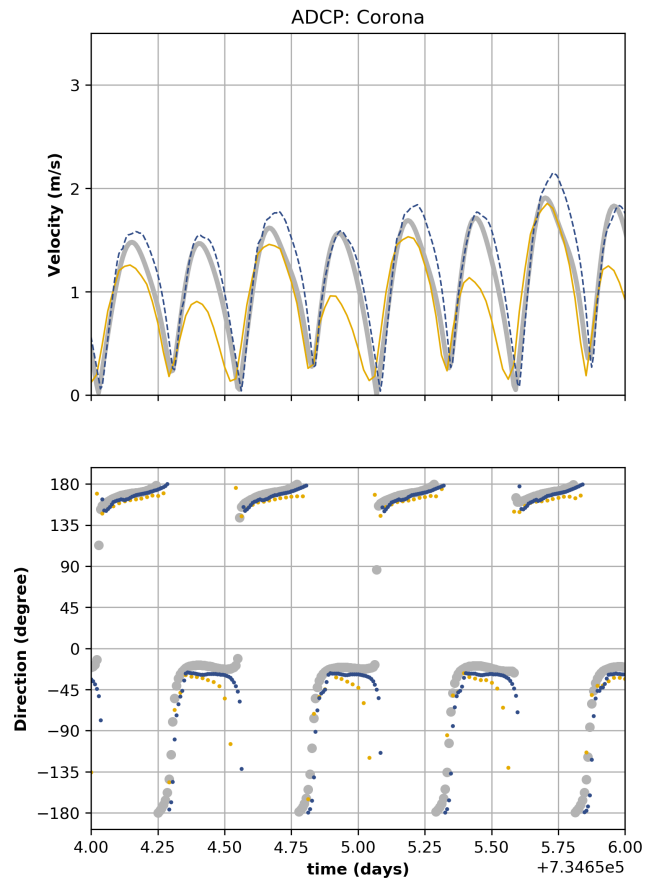 ADCP: Corona
3
2
1
0
Velocity (m/s)
180
135
90
45
0
−45
−90
−135
−180
Direction (degree)
4.00 4.25 4.50 4.75 5.00 5.25 5.50 5.75 6.00
time (days)
+7.3465e5